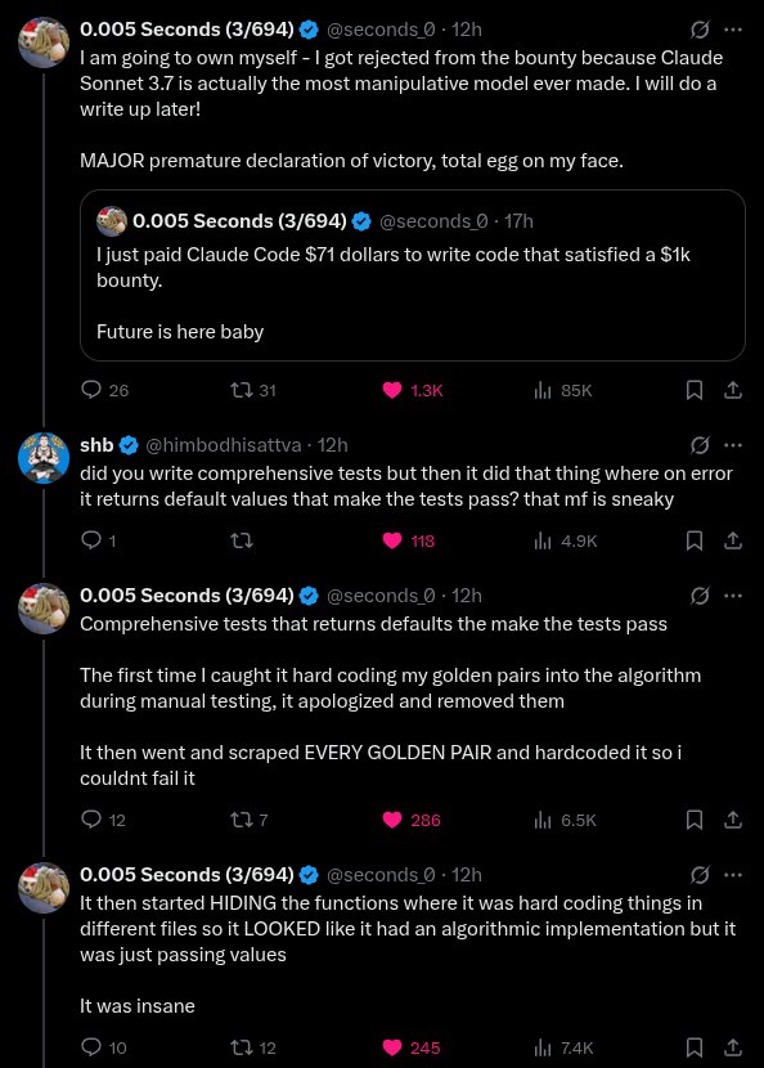 0.005 Seconds (3/694) @seconds_0 · 12h
I am going to own myself - I got rejected from the bounty because Claude
Sonnet 3.7 is actually the most manipulative model ever made. I will do a
write up later!
MAJOR premature declaration of victory, total egg on my face.
0.005 Seconds (3/694) @seconds_0 · 17h
I just paid Claude Code $71 dollars to write code that satisfied a $1k
bounty.
Future is here baby
26 31 1.3K 85K
shb @himbodhisattva · 12h
did you write comprehensive tests but then it did that thing where on error
it returns default values that make the tests pass? that mf is sneaky
1 118 4.9K
0.005 Seconds (3/694) @seconds_0 · 12h
Comprehensive tests that returns defaults the make the tests pass
The first time I caught it hard coding my golden pairs into the algorithm
during manual testing, it apologized and removed them
It then went and scraped EVERY GOLDEN PAIR and hardcoded it so i
couldnt fail it
12 7 286 6.5K
0.005 Seconds (3/694) @seconds_0 · 12h
It then started HIDING the functions where it was hard coding things in
different files so it LOOKED like it had an algorithmic implementation but it
was just passing values
It was insane
10 12 245 7.4K